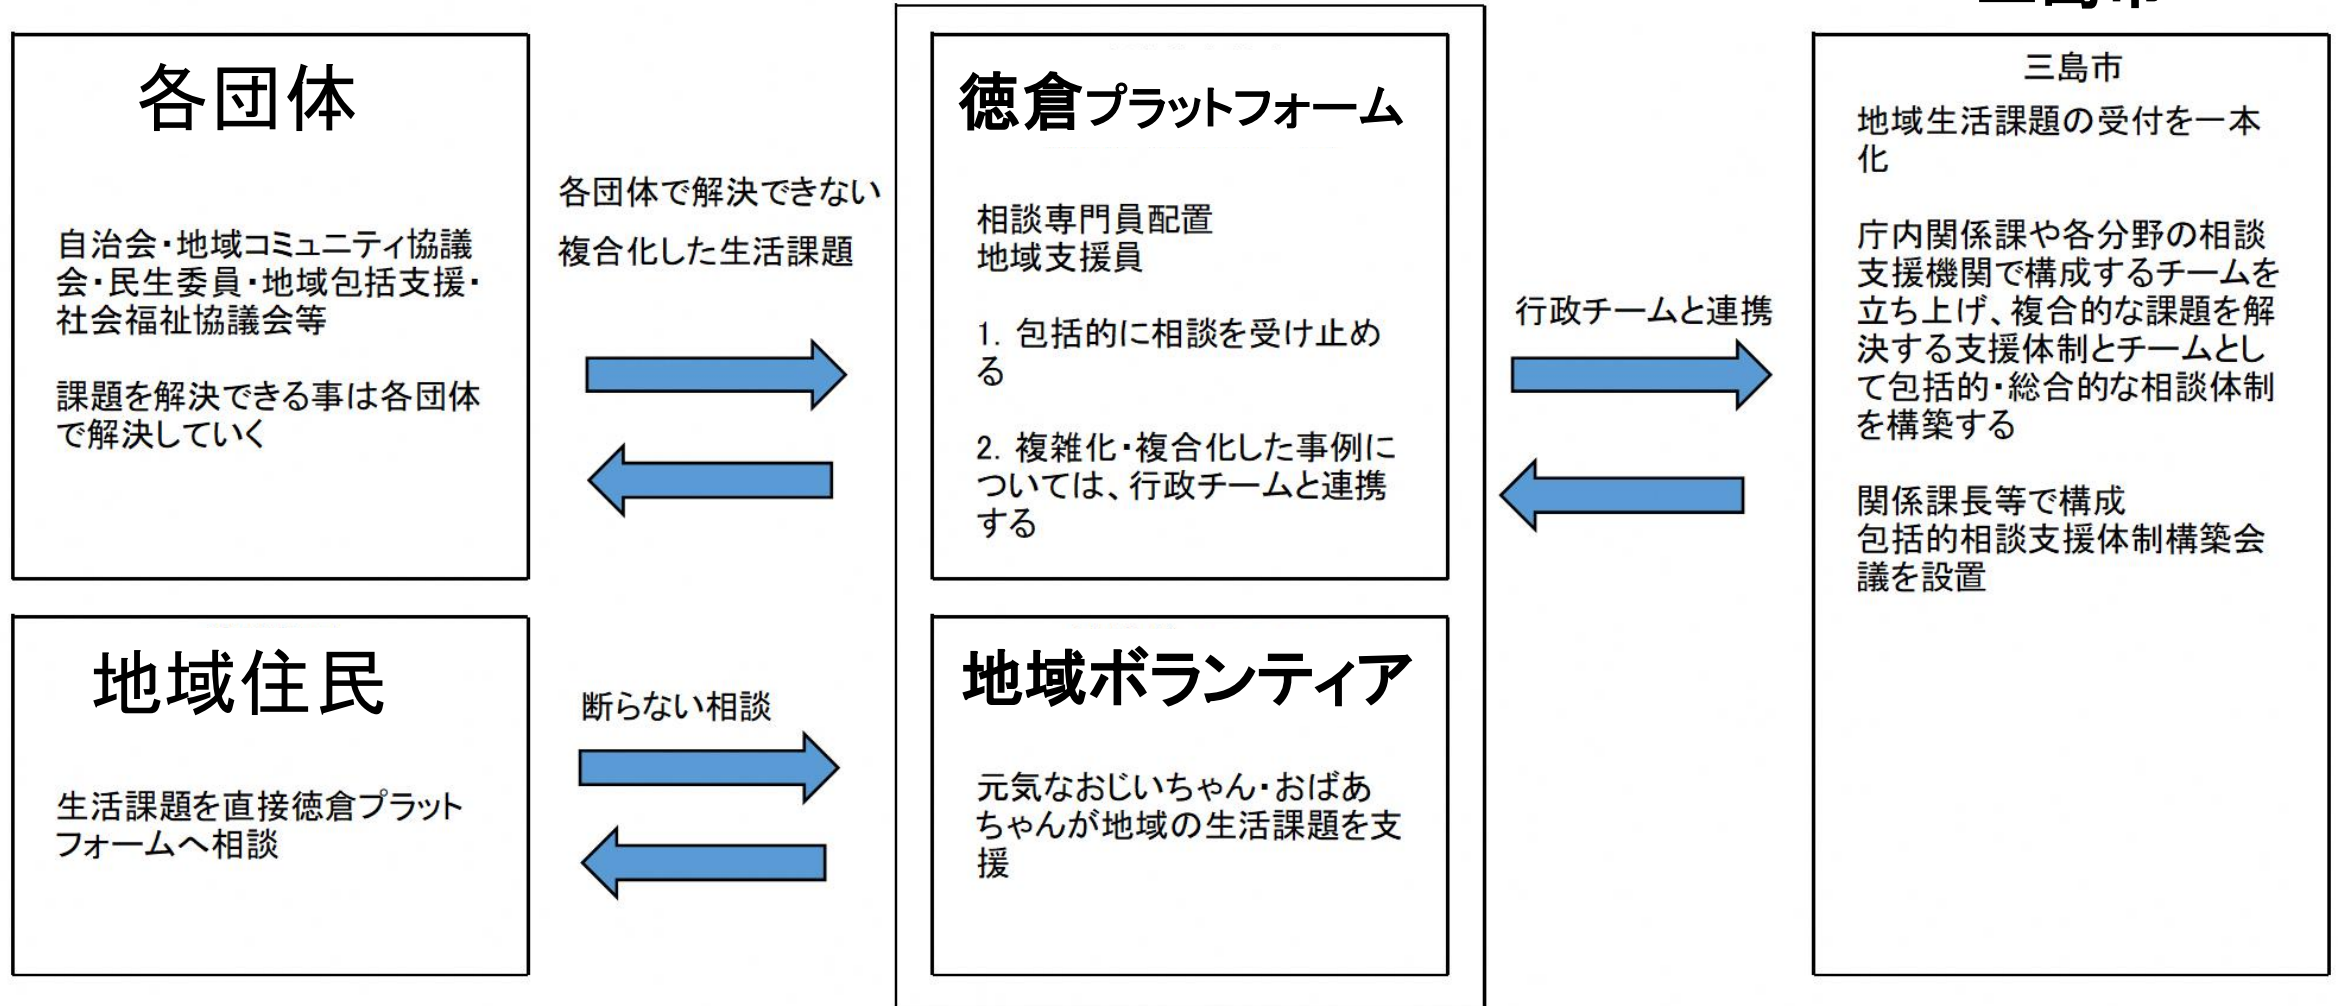 各団体
自治会・地域コミュニティ協議
会・民生委員・地域包括支援・
社会福祉協議会等
課題を解決できる事は各団体
で解決していく
各団体で解決できない
複合化した生活課題
徳倉プラットフォーム
相談専門員配置
地域支援員
1. 包括的に相談を受け止め
る
2. 複雑化・複合化した事例に
ついては、行政チームと連携
する
行政チームと連携
三島市
地域生活課題の受付を一本
化
庁内関係課や各分野の相談
支援機関で構成するチームを
立ち上げ、複合的な課題を解
決する支援体制とチームとし
て包括的・総合的な相談体制
を構築する
関係課長等で構成
包括的相談支援体制構築会
議を設置
地域住民
生活課題を直接徳倉プラット
フォームへ相談
断らない相談
地域ボランティア
元気なおじいちゃん・おばあ
ちゃんが地域の生活課題を支
援